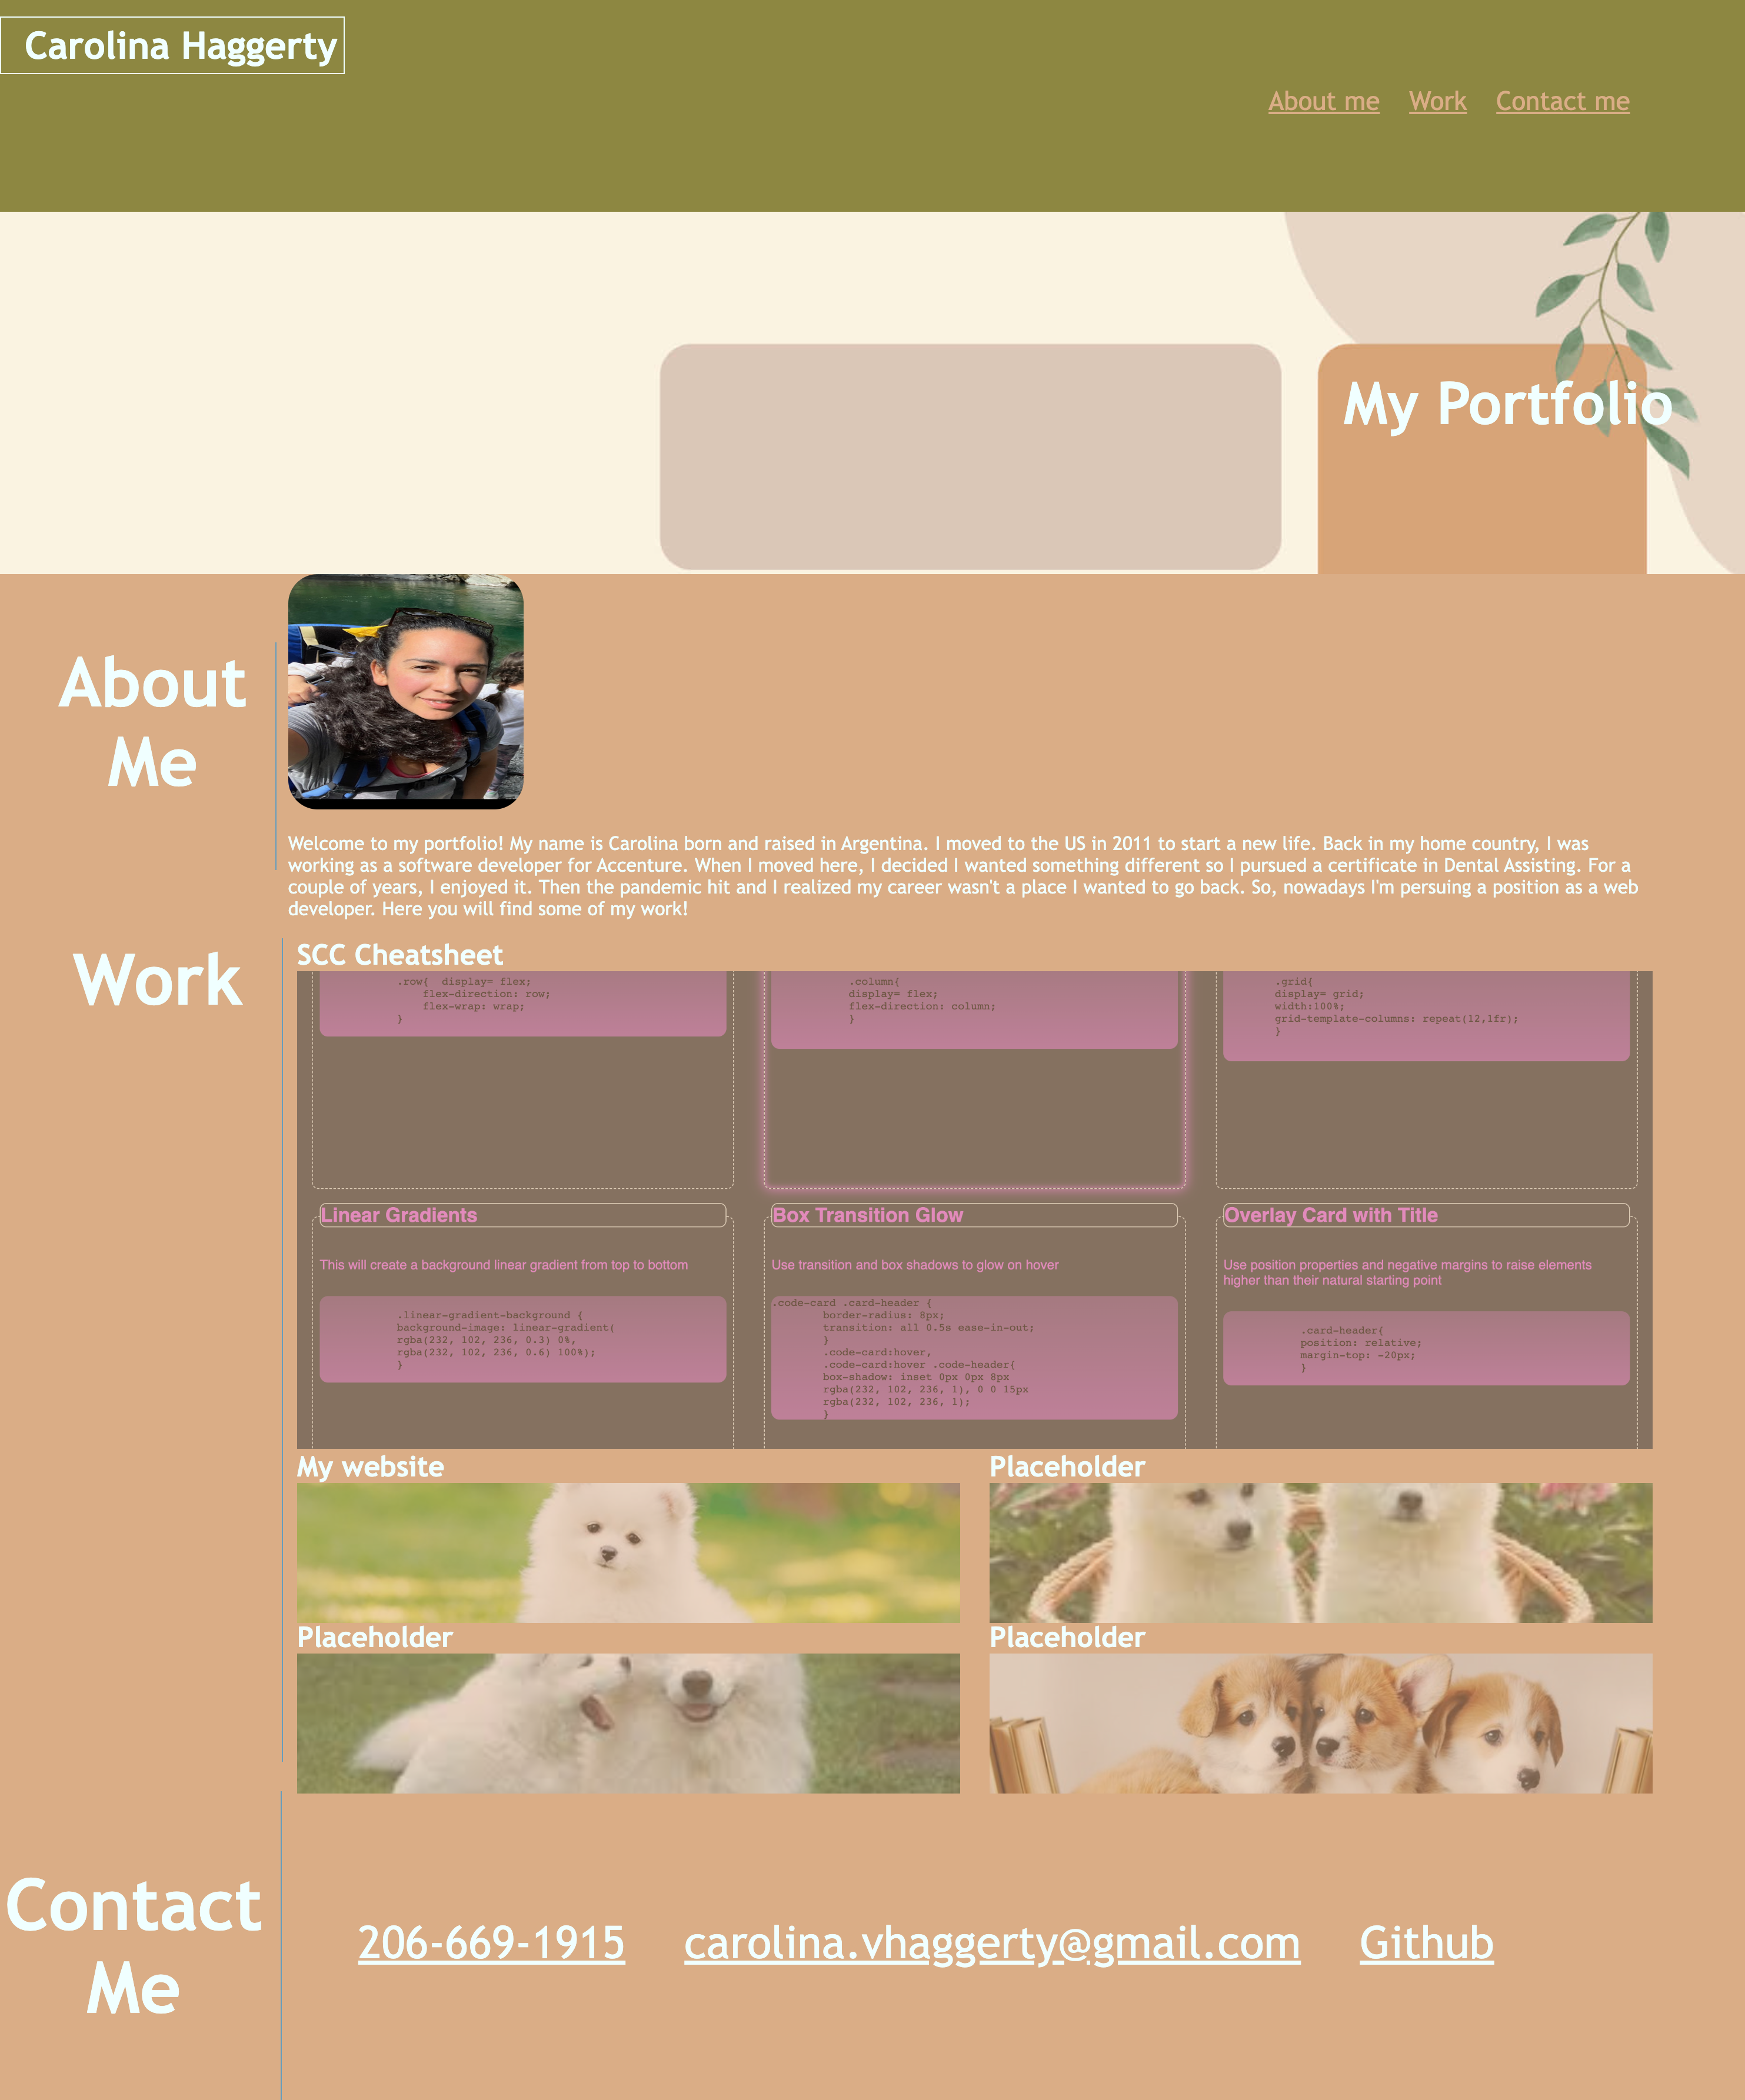 Carolina Haggerty
About me Work Contact me
My Portfolio
About
Me
Welcome to my portfolio! My name is Carolina born and raised in Argentina. I moved to the US in 2011 to start a new life. Back in my home country, I was
working as a software developer for Accenture. When I moved here, I decided I wanted something different so I pursued a certificate in Dental Assisting. For a
couple of years, I enjoyed it. Then the pandemic hit and I realized my career wasn't a place I wanted to go back. So, nowadays I'm persuing a position as a web
developer. Here you will find some of my work!
Work
SCC Cheatsheet
.row{  display= flex;
flex-direction: row;
flex-wrap: wrap;
}
.column{
display= flex;
flex-direction: column;
}
.grid{
display= grid;
width:100%;
grid-template-columns: repeat(12,1fr);
}
Linear Gradients
This will create a background linear gradient from top to bottom
.linear-gradient-background {
background-image: linear-gradient(
rgba(232, 102, 236, 0.3) 0%,
rgba(232, 102, 236, 0.6) 100%);
}
Box Transition Glow
Use transition and box shadows to glow on hover
.code-card .card-header {
border-radius: 8px;
transition: all 0.5s ease-in-out;
}
.code-card:hover,
.code-card:hover .code-header{
box-shadow: inset 0px 0px 8px
rgba(232, 102, 236, 1), 0 0 15px
rgba(232, 102, 236, 1);
}
Overlay Card with Title
Use position properties and negative margins to raise elements
higher than their natural starting point
.card-header{
position: relative;
margin-top: -20px;
}
My website
Placeholder
Placeholder
Placeholder
Contact
Me
206-669-1915 carolina.vhaggerty@gmail.com Github